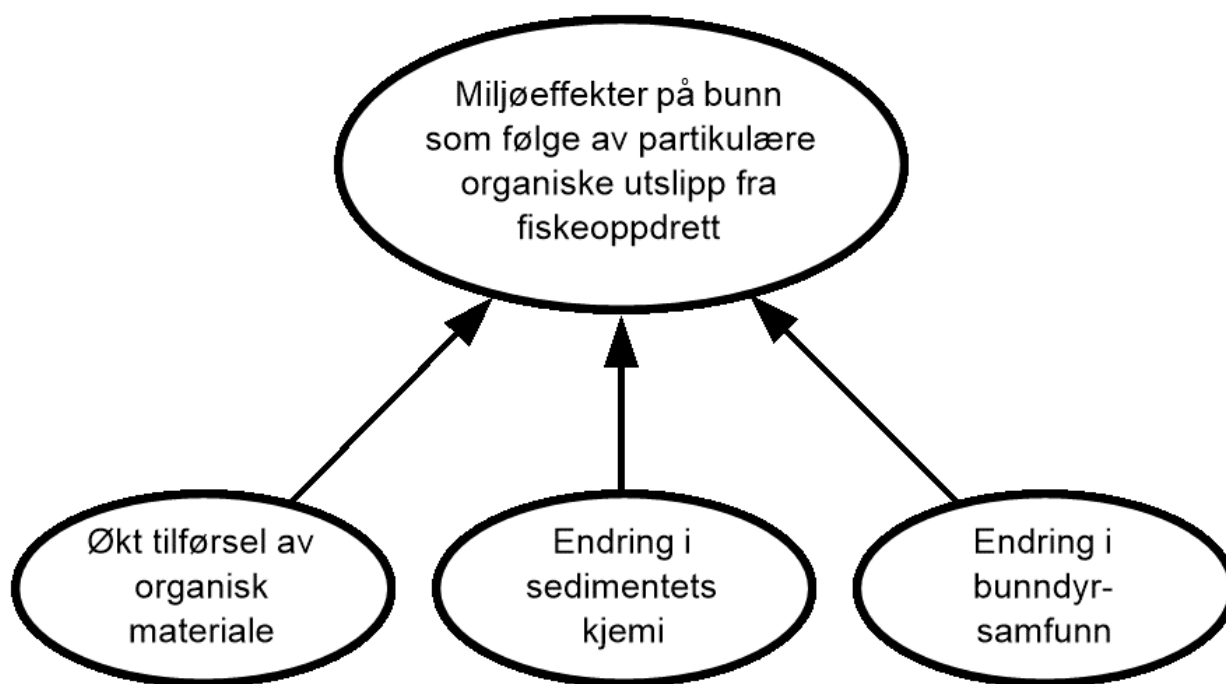 Miljøeffekter på bunn
som følge av partikulære
organiske utslipp fra
fiskeoppdrett
Økt tilførsel av
organisk
materiale
Endring i
sedimentets
kjemi
Endring i
bunndyr-
samfunn